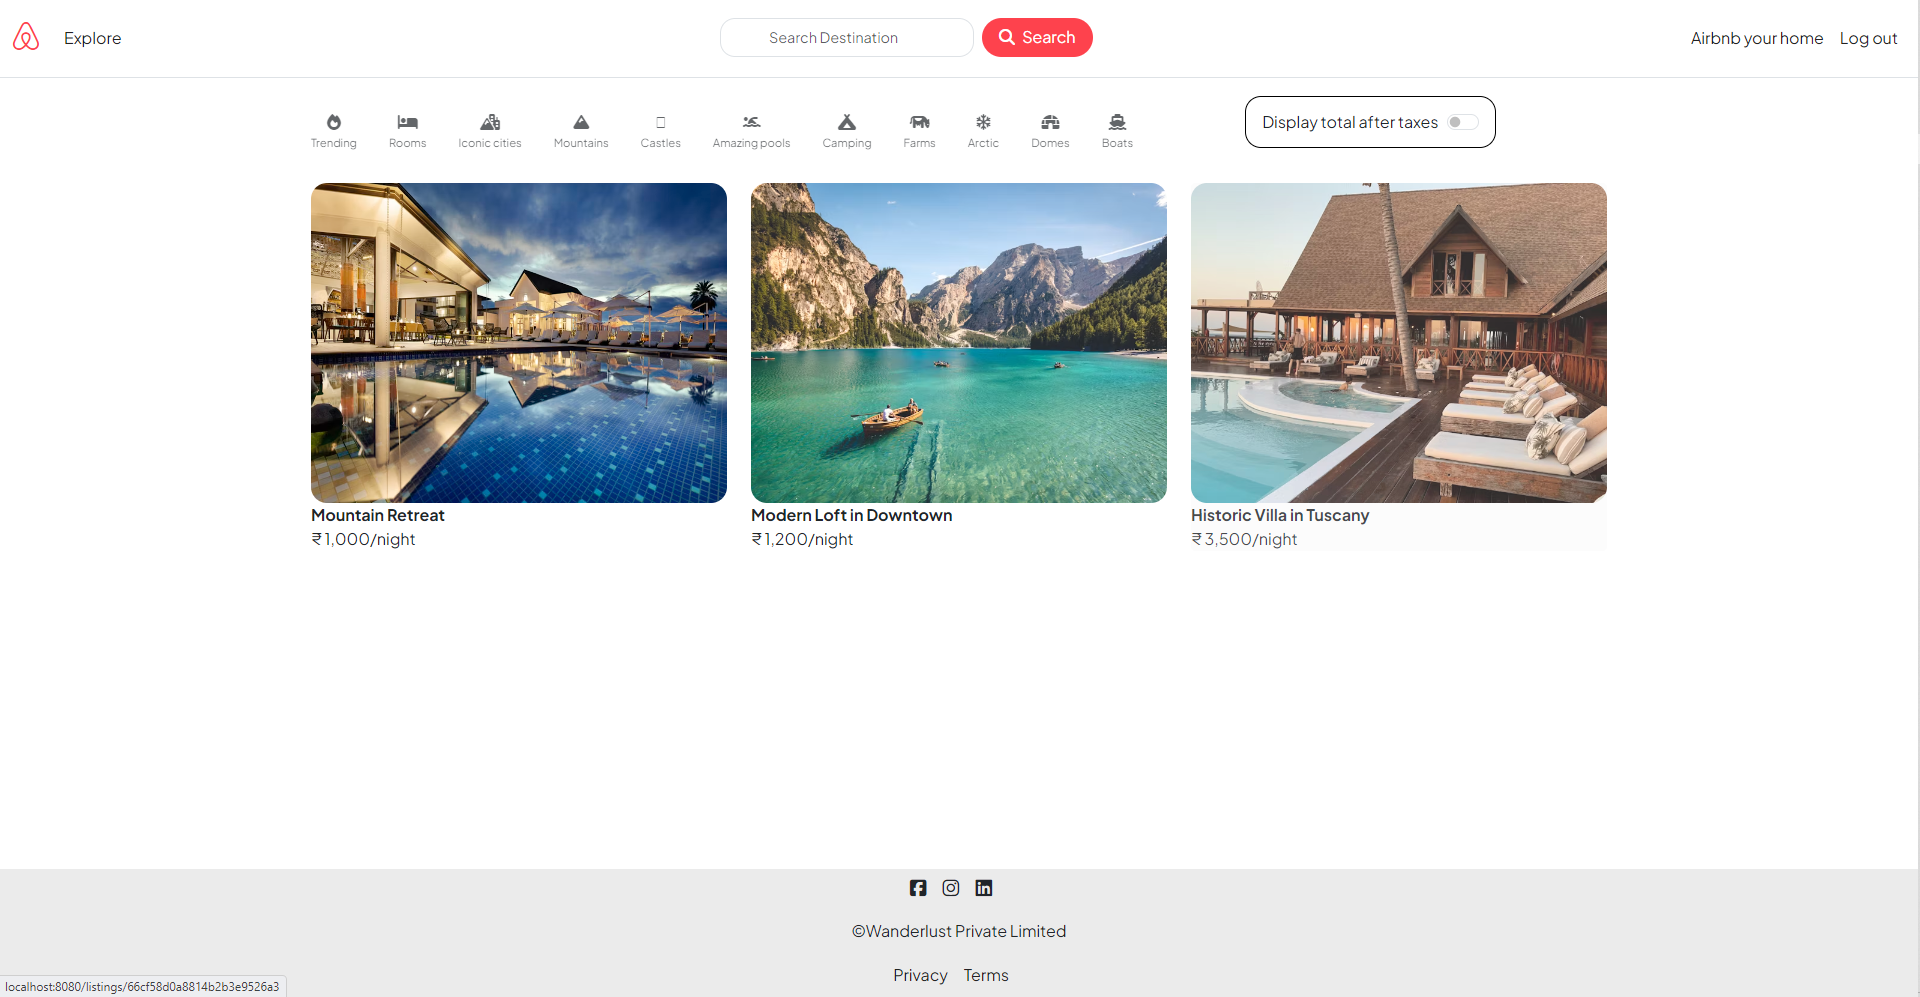 Explore
Search Destination
Search
Airbnb your home
Log out
Trending
Rooms
Iconic cities
Mountains
Castles
Amazing pools
Camping
Farms
Arctic
Domes
Boats
Display total after taxes
Mountain Retreat
₹1,000/night
Modern Loft in Downtown
₹1,200/night
Historic Villa in Tuscany
₹3,500/night
©Wanderlust Private Limited
Privacy
Terms
localhost:8080/listings/66cf58d0a8814b2b3e9526a3